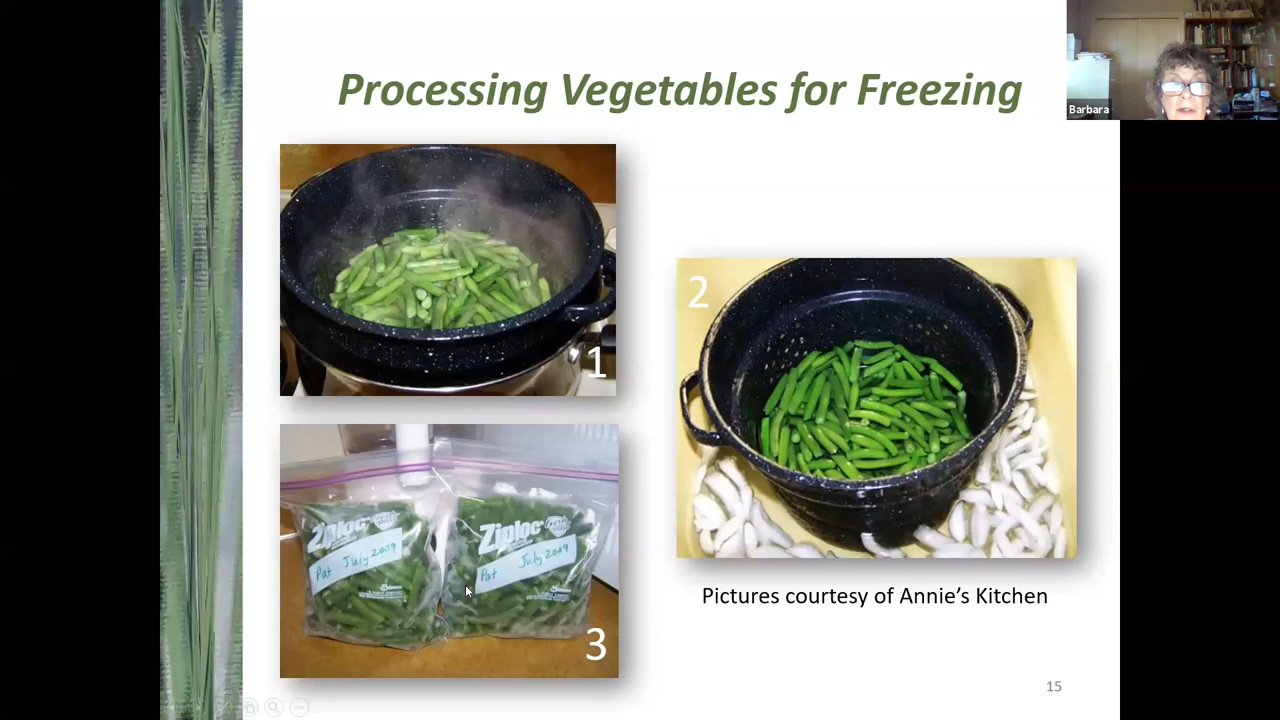 Processing Vegetables for Freezing
Barbara
1
2
Ziploc
Pat July 2009
Ziploc
Pat July 2009
3
Pictures courtesy of Annie's Kitchen
15